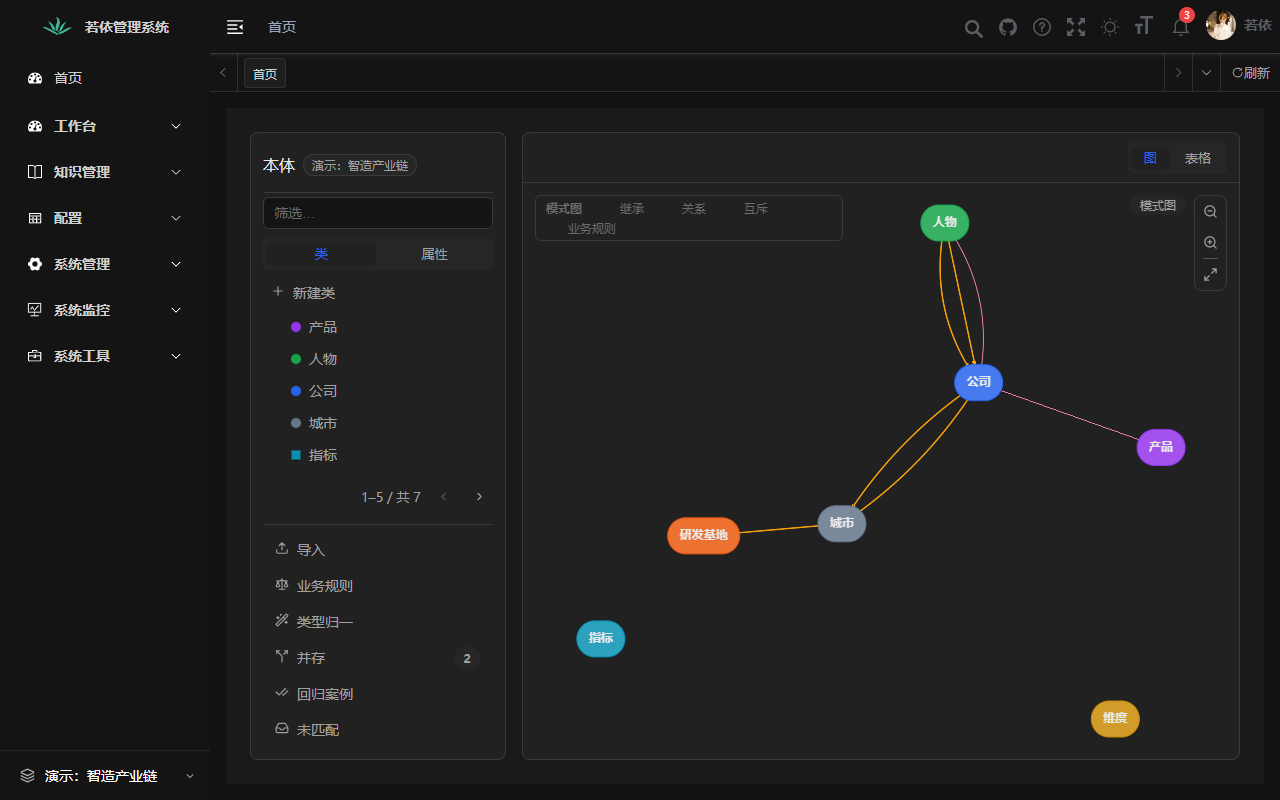 若依管理系统
首页
3
若依
首页
工作台
知识管理
配置
系统管理
系统监控
系统工具
演示：智造产业链
首页
刷新
本体
演示：智造产业链
筛选...
类
属性
新建类
产品
人物
公司
城市
指标
1–5 / 共 7
导入
业务规则
类型归一
并存
2
回归案例
未匹配
图
表格
模式图 继承 关系 互斥
业务规则
模式图
人物
公司
产品
城市
研发基地
指标
维度